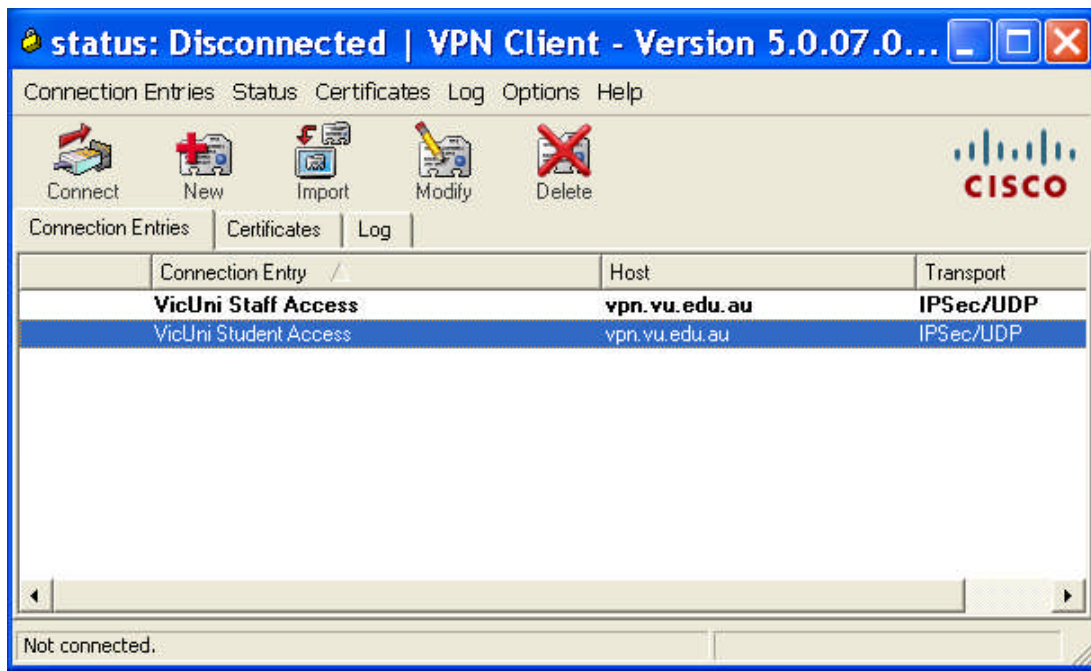 status: Disconnected | VPN Client - Version 5.0.07.0...
Connection Entries Status Certificates Log Options Help
Connect New Import Modify Delete
CISCO
Connection Entries Certificates Log
Connection Entry Host Transport
VicUni Staff Access vpn.vu.edu.au IPSec/UDP
VicUni Student Access vpn.vu.edu.au IPSec/UDP
Not connected.